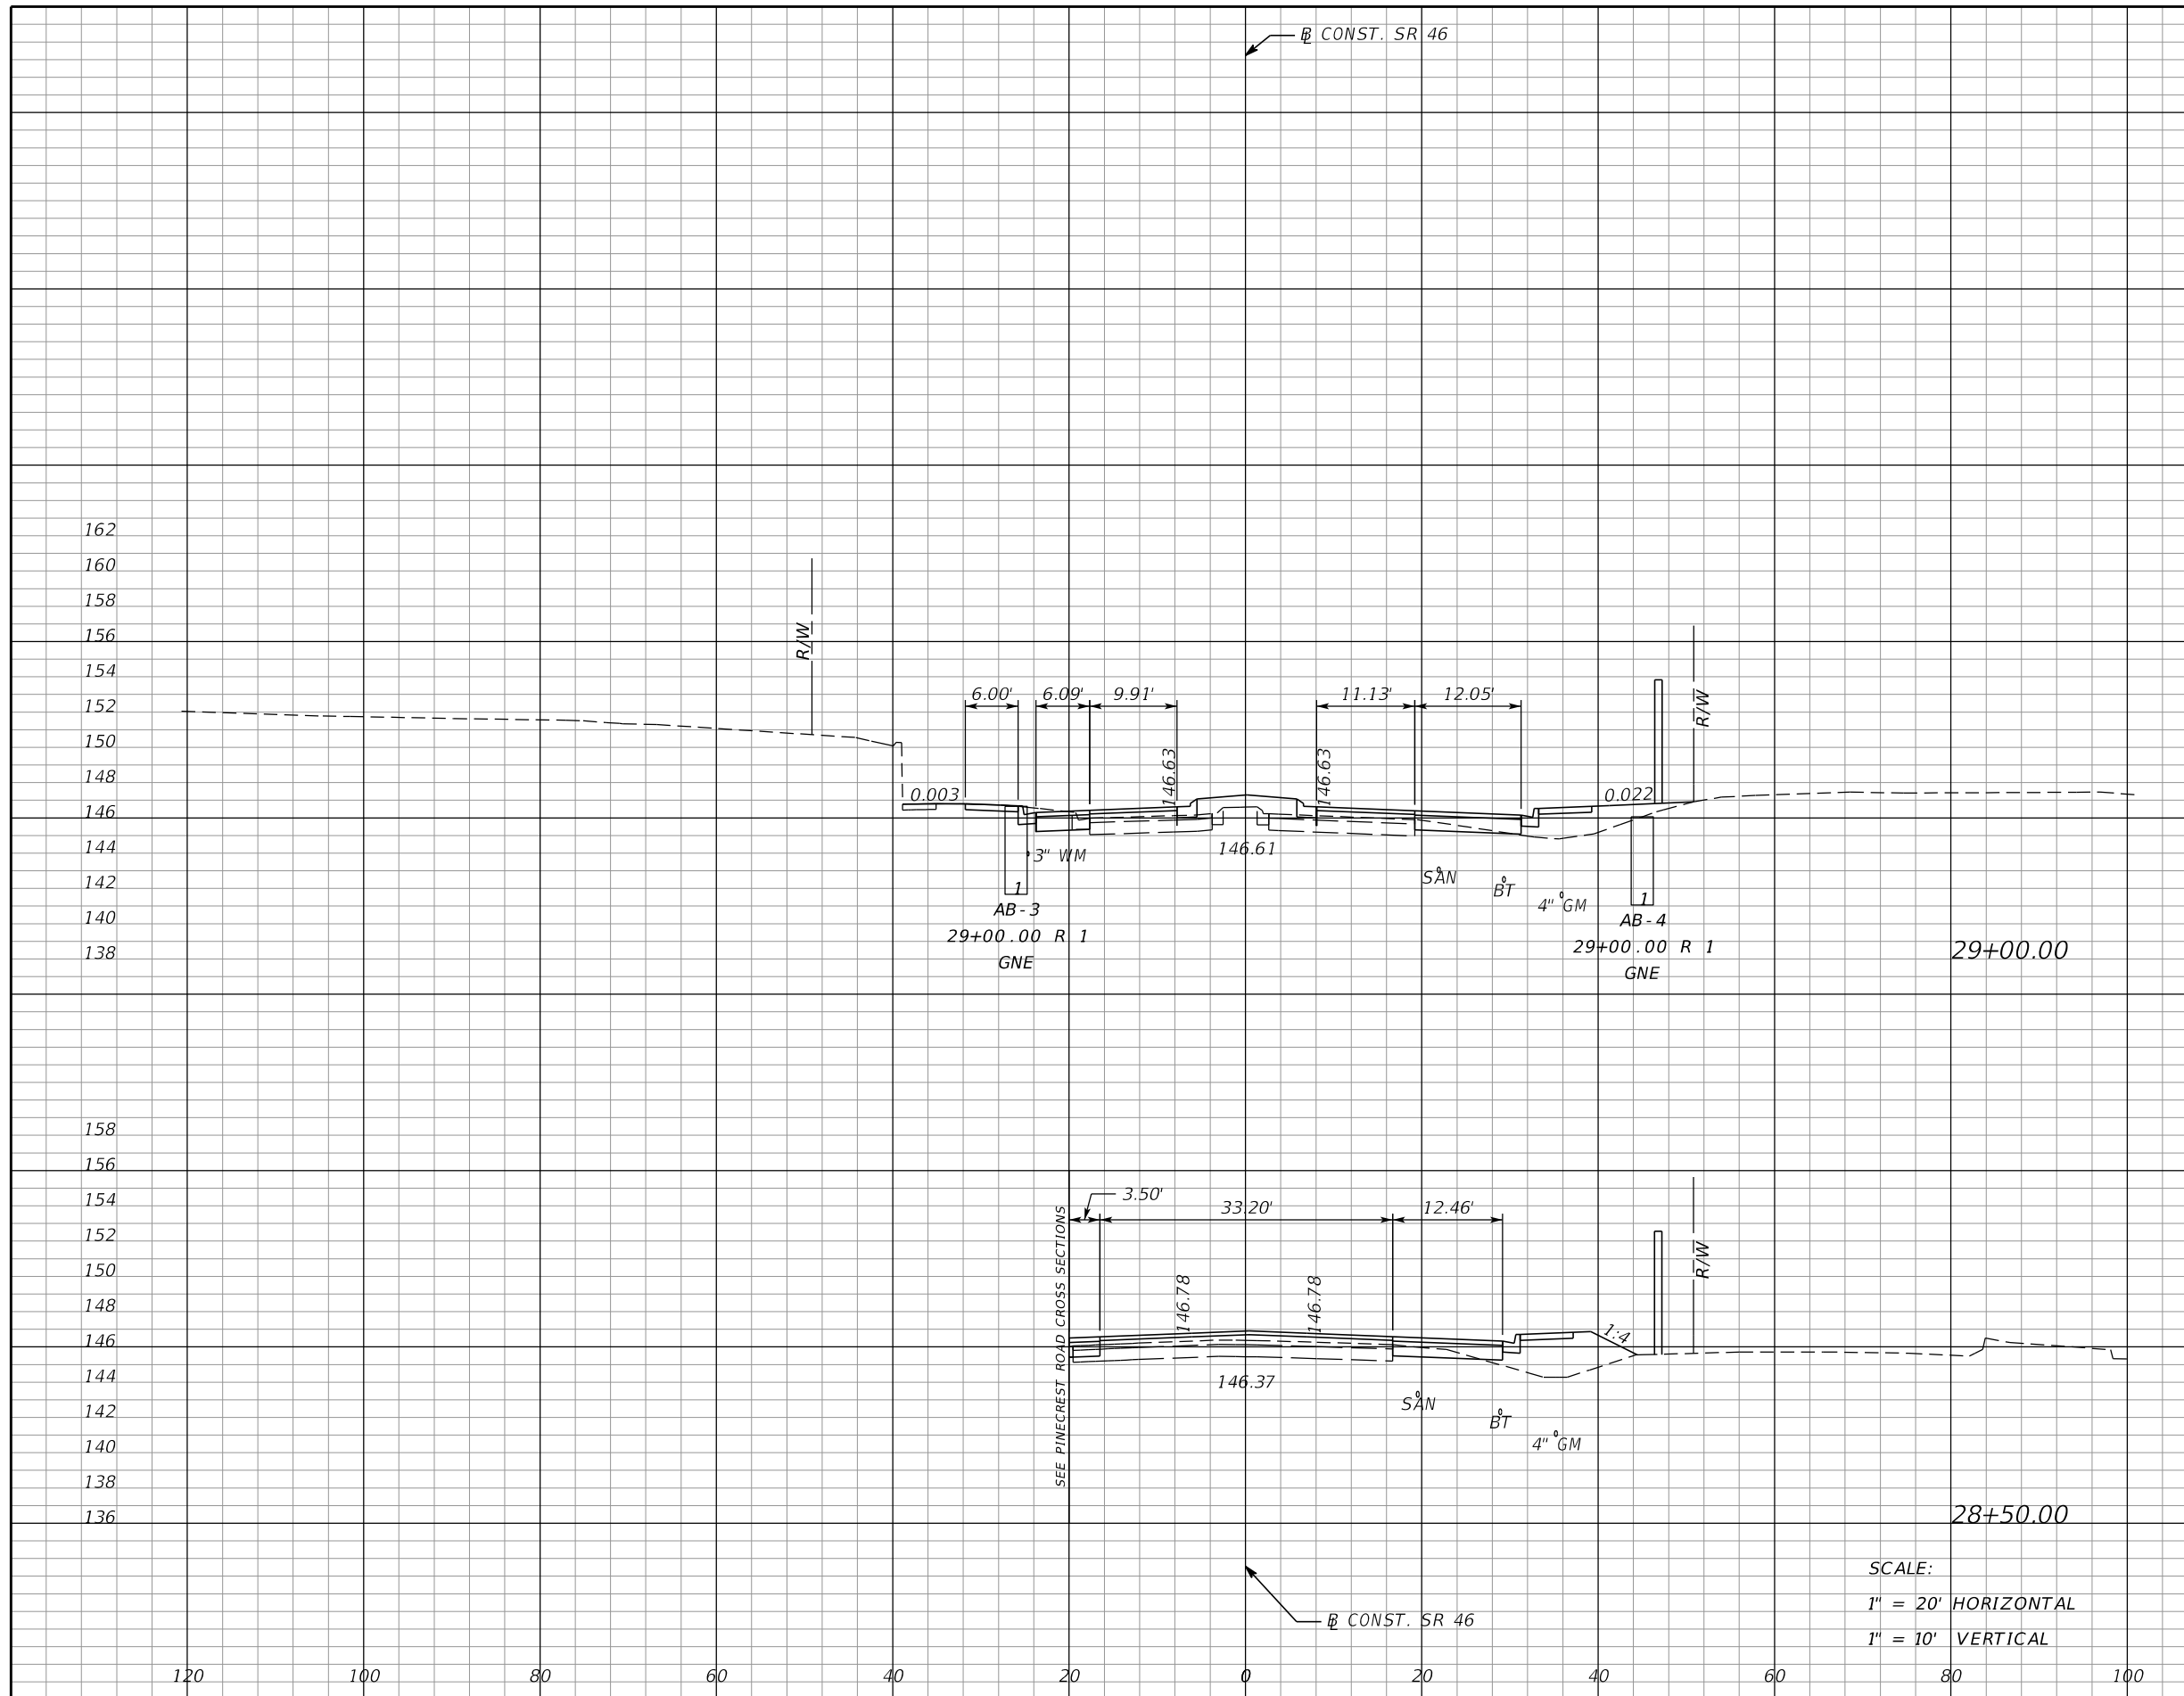 ℄ CONST. SR 46
162
160
158
156
154
152
150
148
146
144
142
140
138
R/W
6.00'
6.09'
9.91'
11.13'
12.05'
R/W
146.63
146.63
0.003
0.022
146.61
3" WM
1
AB-3
29+00.00 R 1
GNE
SAN
BT
4" GM
1
AB-4
29+00.00 R 1
GNE
29+00.00
158
156
154
152
150
148
146
144
142
140
138
136
SEE PINECREST ROAD CROSS SECTIONS
3.50'
33.20'
12.46'
R/W
146.78
146.78
1:4
146.37
SAN
BT
4" GM
28+50.00
SCALE:
1" = 20' HORIZONTAL
1" = 10' VERTICAL
℄ CONST. SR 46
120 100 80 60 40 20 0 20 40 60 80 100